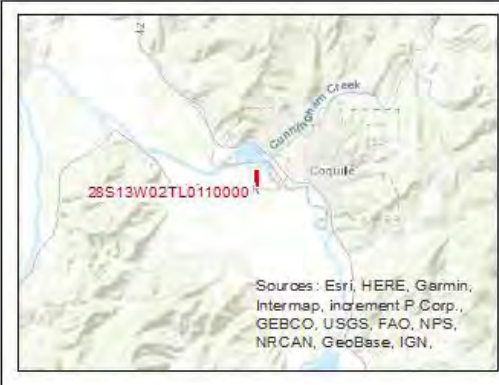 42
Cunningham Creek
Coquille
28S13W02TL0110000
Sources: Esri, HERE, Garmin,
Intermap, increment P Corp.,
GEBCO, USGS, FAO, NPS,
NRCAN, GeoBase, IGN,